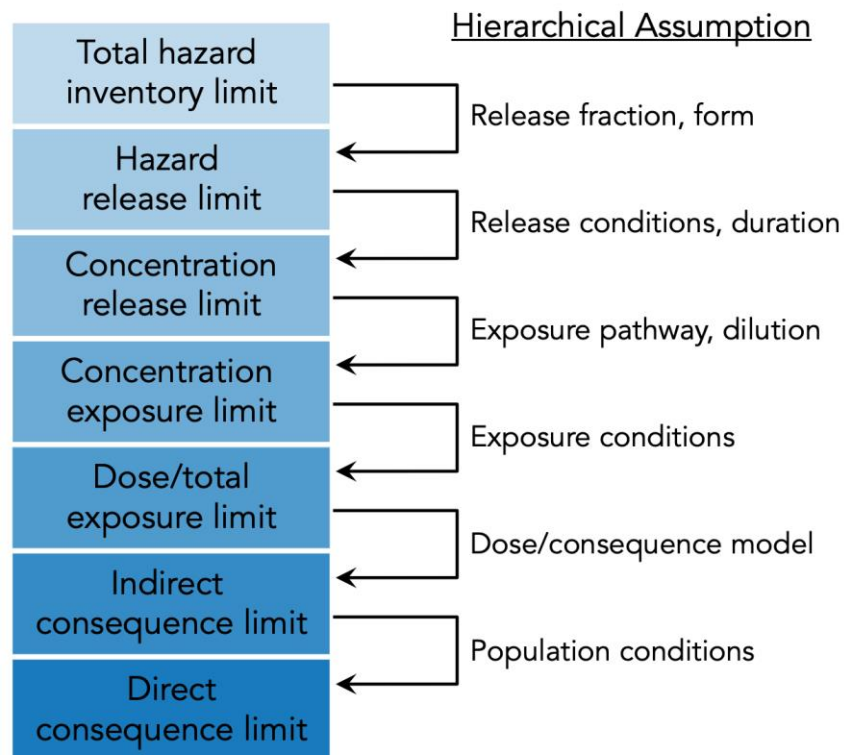 Hierarchical Assumption
Total hazard
inventory limit
Release fraction, form
Hazard
release limit
Release conditions, duration
Concentration
release limit
Exposure pathway, dilution
Concentration
exposure limit
Exposure conditions
Dose/total
exposure limit
Dose/consequence model
Indirect
consequence limit
Population conditions
Direct
consequence limit